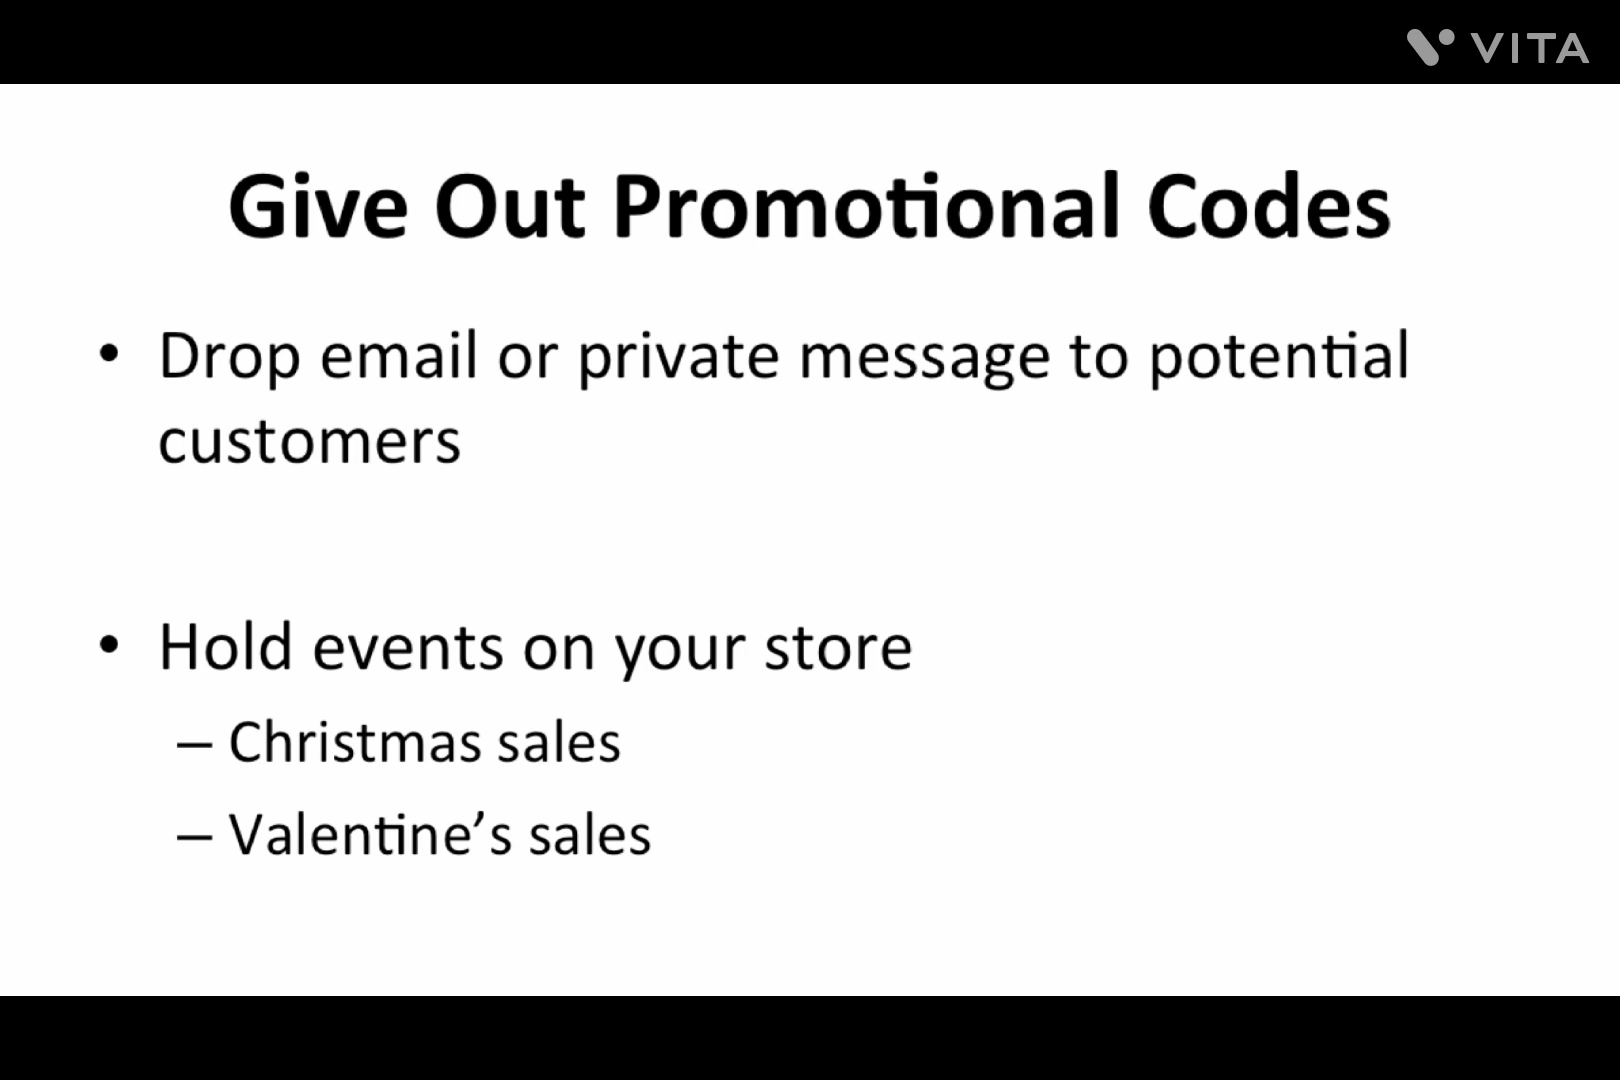 VITA
Give Out Promotional Codes
• Drop email or private message to potential
customers
• Hold events on your store
– Christmas sales
– Valentine’s sales